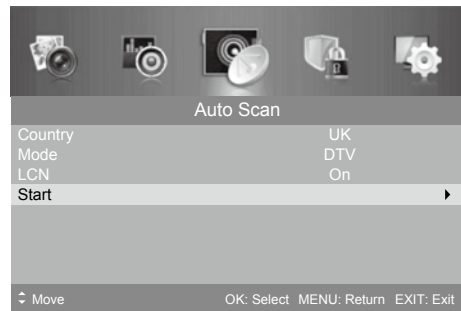 Auto Scan
Country UK
Mode DTV
LCN On
Start
Move OK: Select MENU: Return EXIT: Exit